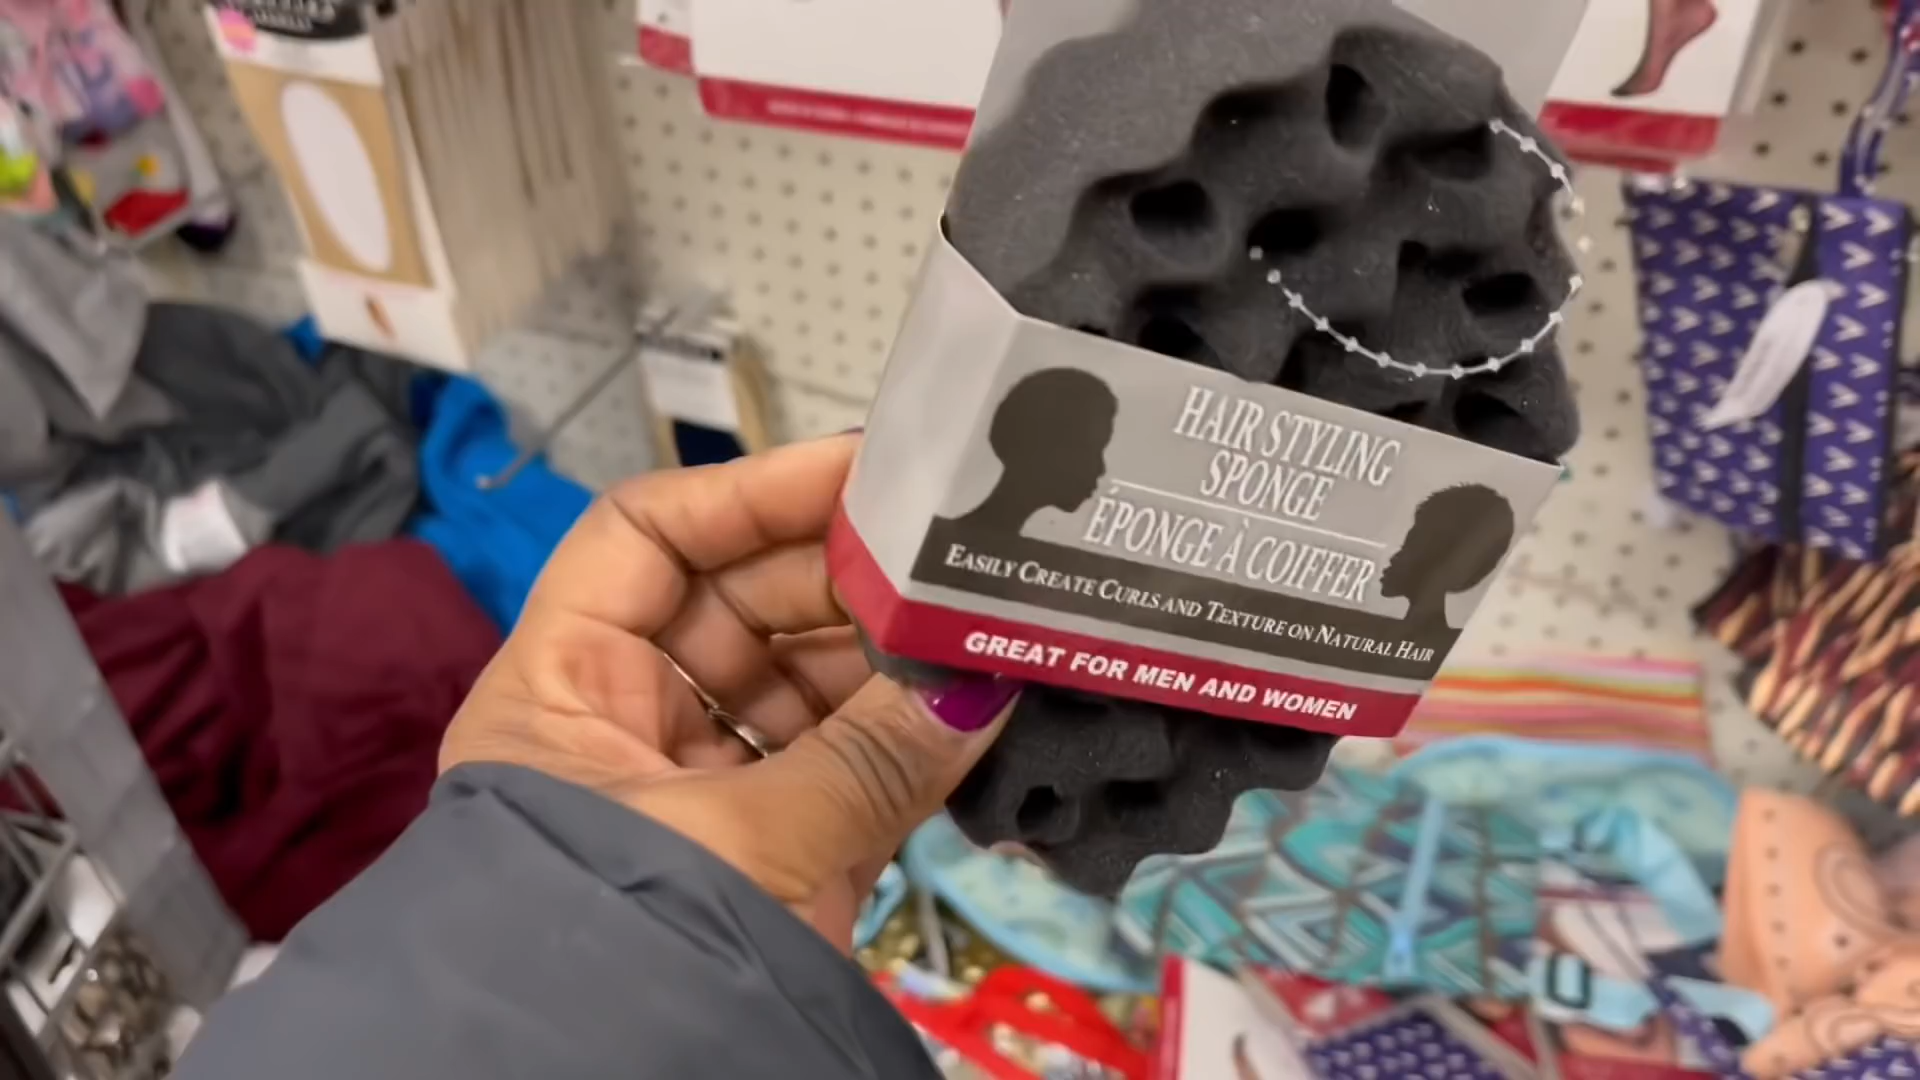 HAIR STYLING
SPONGE
ÉPONGE À COIFFER
EASILY CREATE CURLS AND TEXTURE ON NATURAL HAIR
GREAT FOR MEN AND WOMEN